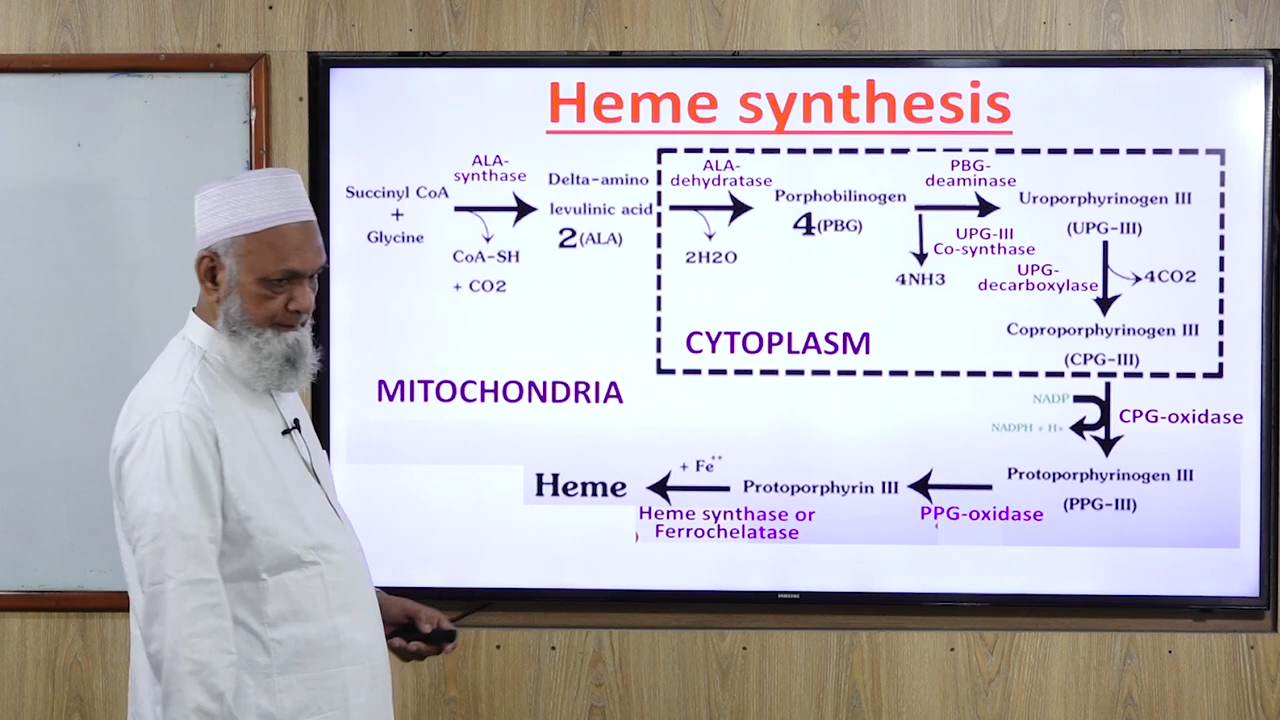 Heme synthesis
Succinyl CoA
+
Glycine
ALA-
synthase
CoA-SH
+ CO2
Delta-amino
levulinic acid
2(ALA)
ALA-
dehydratase
2H2O
Porphobilinogen
4(PBG)
PBG-
deaminase
UPG-III
Co-synthase
4NH3
Uroporphyrinogen III
(UPG-III)
UPG-
decarboxylase
4CO2
Coproporphyrinogen III
(CPG-III)
CYTOPLASM
MITOCHONDRIA
NADP
NADPH + H+
CPG-oxidase
Protoporphyrinogen III
(PPG-III)
PPG-oxidase
Protoporphyrin III
+ Fe++
Heme synthase or
Ferrochelatase
Heme
SAMSUNG